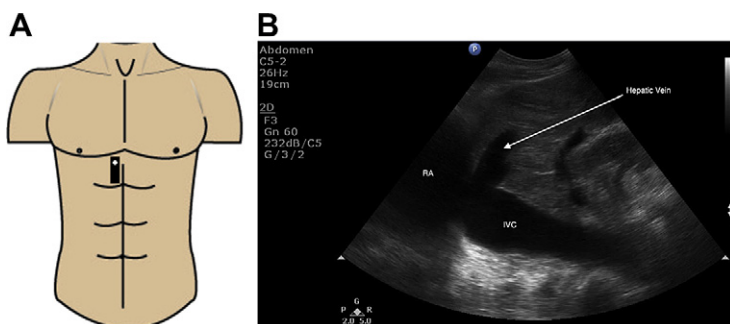 A
B
Abdomen
C5-2
26Hz
19cm
2D
F3
Gn 60
232dB/C5
G/3/2
P
Hepatic Vein
RA
IVC
G
P R
2.0 5.0